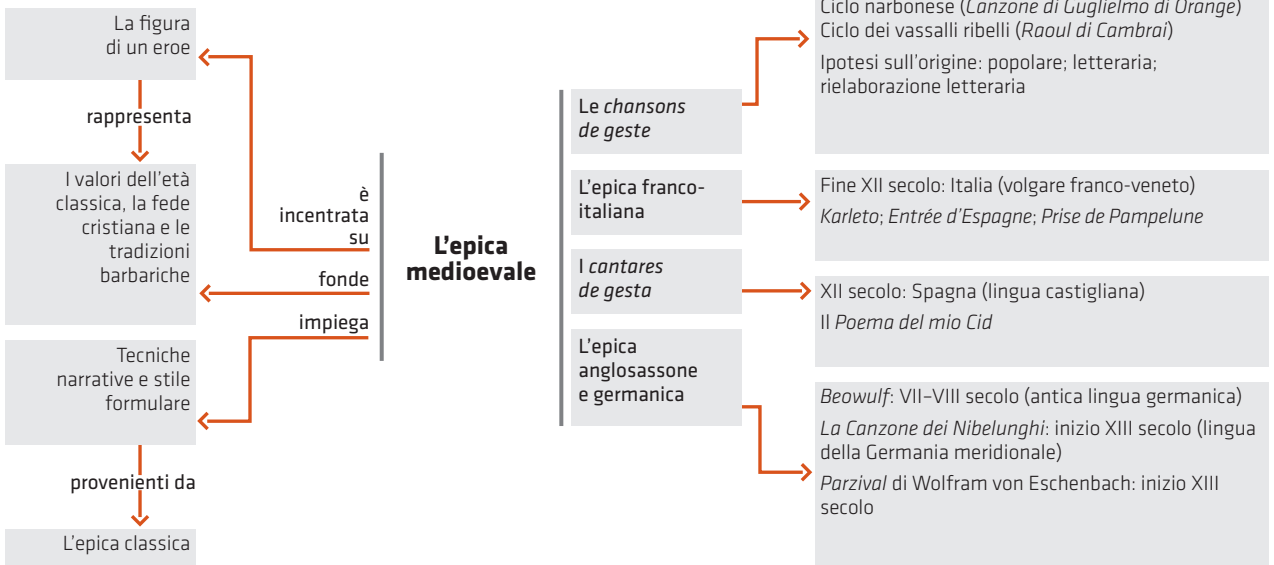 La figura
di un eroe
rappresenta
I valori dell'età
classica, la fede
cristiana e le
tradizioni
barbariche
Tecniche
narrative e stile
formulare
provenienti da
L'epica classica
è
incentrata
su
fonde
impiega
L'epica
medioevale
Le chansons
de geste
L'epica franco-
italiana
I cantares
de gesta
L'epica
anglosassone
e germanica
Ciclo narbonese (Canzone di Guglielmo di Orange)
Ciclo dei vassalli ribelli (Raoul di Cambrai)
Ipotesi sull'origine: popolare; letteraria;
rielaborazione letteraria
Fine XII secolo: Italia (volgare franco-veneto)
Karleto; Entrée d'Espagne; Prise de Pampelune
XII secolo: Spagna (lingua castigliana)
Il Poema del mio Cid
Beowulf: VII–VIII secolo (antica lingua germanica)
La Canzone dei Nibelunghi: inizio XIII secolo (lingua
della Germania meridionale)
Parzival di Wolfram von Eschenbach: inizio XIII
secolo